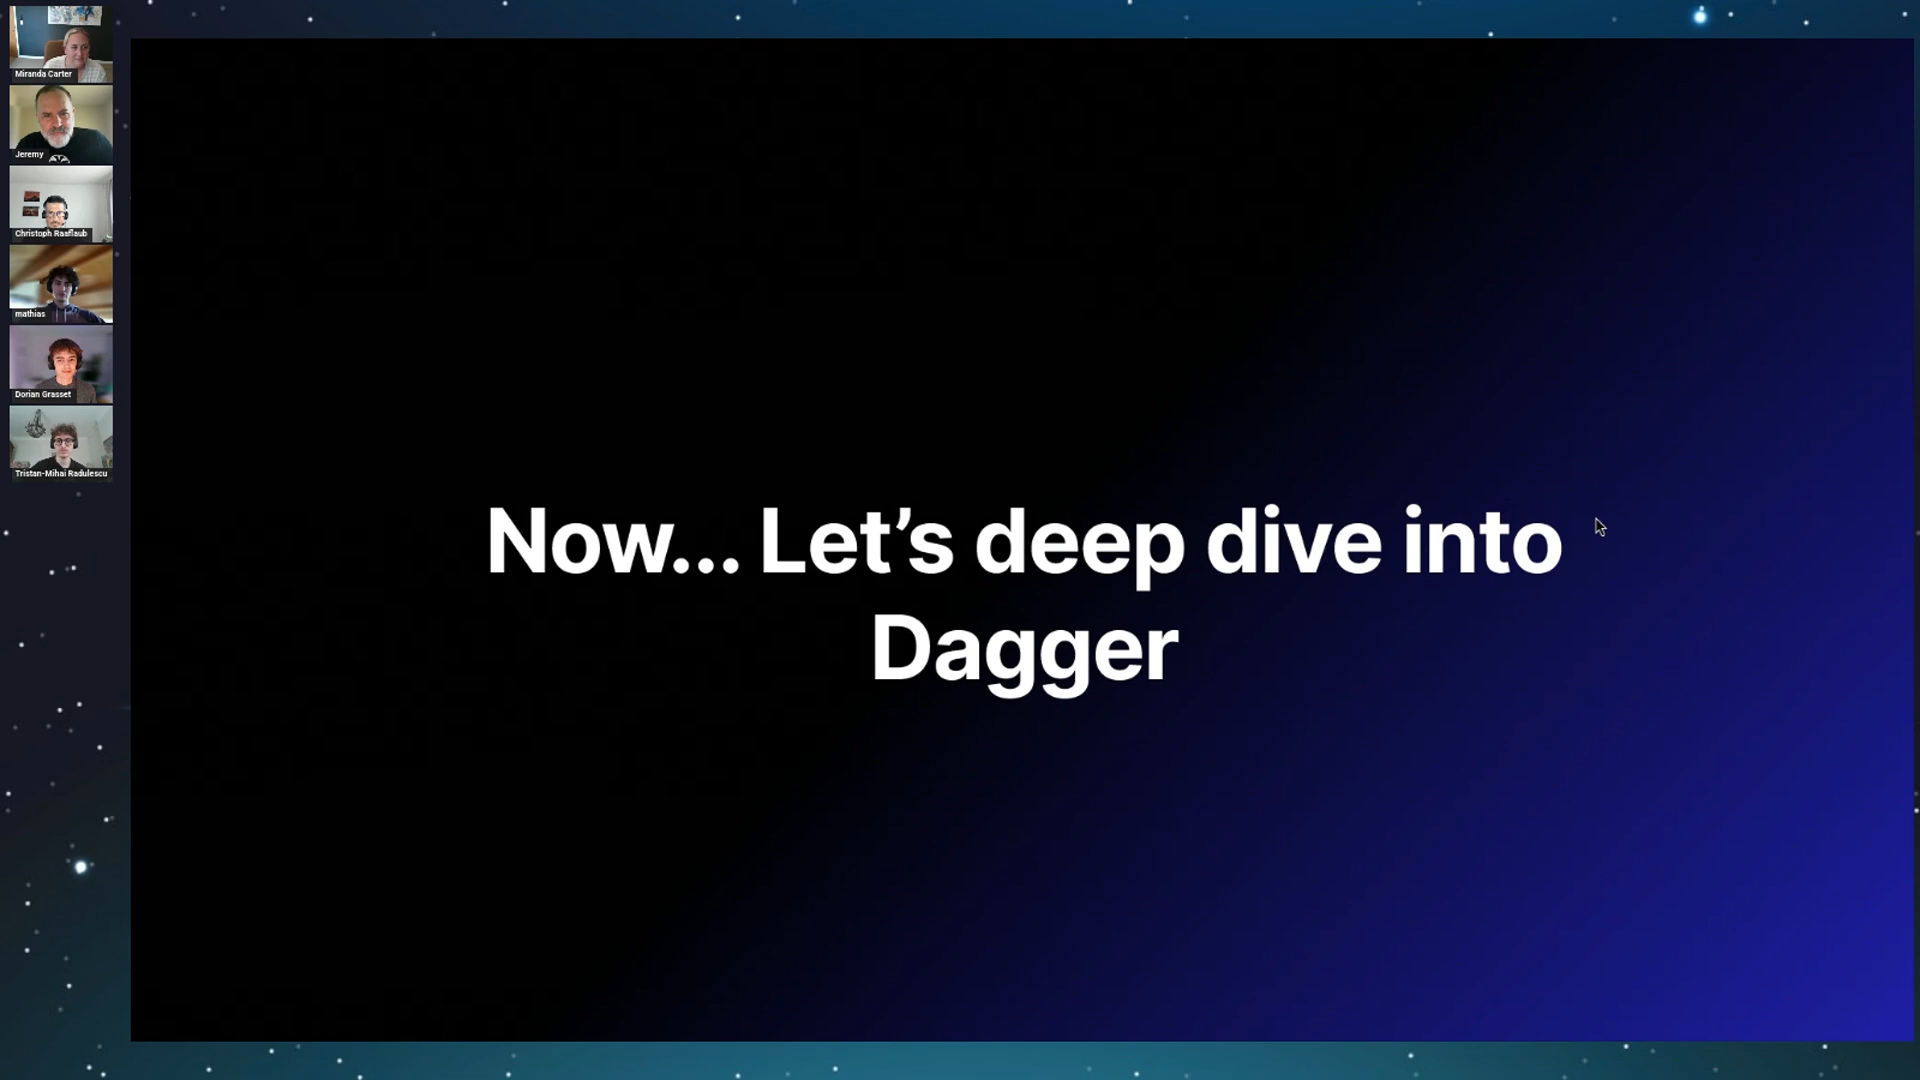 Miranda Carter
Jeremy
Christoph Raaflaub
mathias
Dorian Grasset
Tristan-Mihai Radulescu
Now... Let’s deep dive into
Dagger